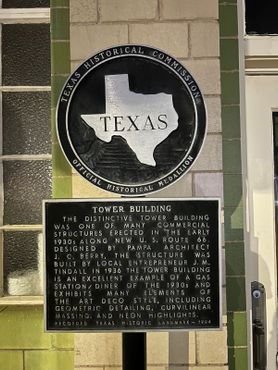 TEXAS HISTORICAL COMMISSION
TEXAS
OFFICIAL HISTORICAL MEDALLION
TOWER BUILDING
THE DISTINCTIVE TOWER BUILDING
WAS ONE OF MANY COMMERCIAL
STRUCTURES ERECTED IN THE EARLY
1930s ALONG NEW U. S. ROUTE 66.
DESIGNED BY PAMPA ARCHITECT
J. C. BERRY, THE STRUCTURE WAS
BUILT BY LOCAL ENTREPRENEUR J. M.
TINDALL IN 1936. THE TOWER BUILDING
IS AN EXCELLENT EXAMPLE OF A GAS
STATION/DINER OF THE 1930s AND
EXHIBITS MANY ELEMENTS OF
THE ART DECO STYLE, INCLUDING
GEOMETRIC DETAILING, CURVILINEAR
MASSING, AND NEON HIGHLIGHTS.
RECORDED TEXAS HISTORIC LANDMARK -